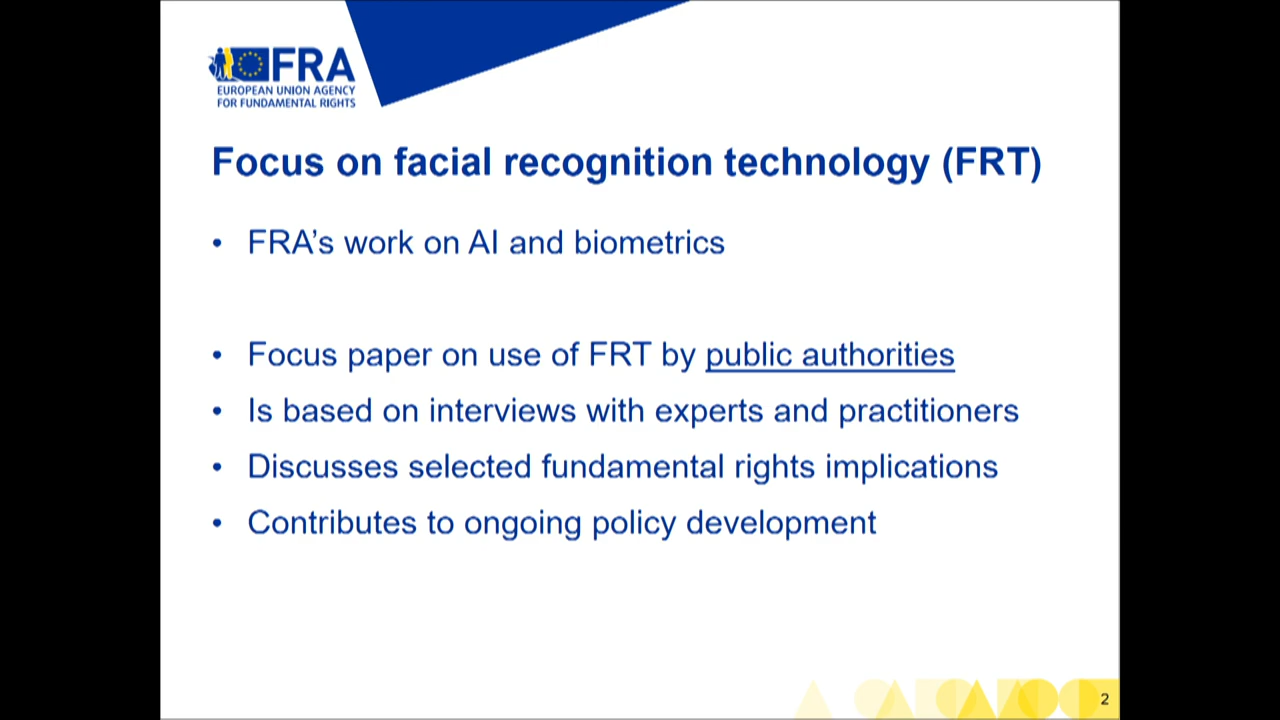 FRA
EUROPEAN UNION AGENCY
FOR FUNDAMENTAL RIGHTS
Focus on facial recognition technology (FRT)
• FRA’s work on AI and biometrics
• Focus paper on use of FRT by public authorities
• Is based on interviews with experts and practitioners
• Discusses selected fundamental rights implications
• Contributes to ongoing policy development
2